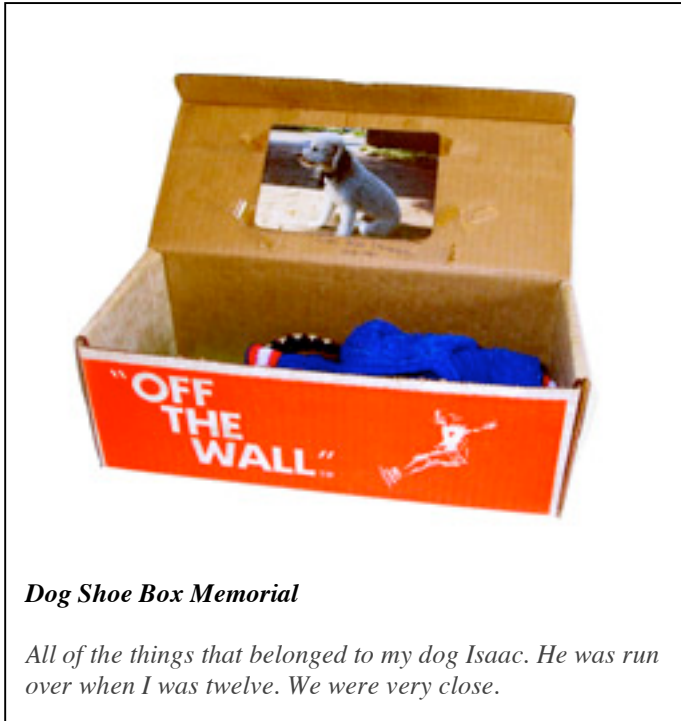 "OFF
THE
WALL"
Dog Shoe Box Memorial
All of the things that belonged to my dog Isaac. He was run
over when I was twelve. We were very close.